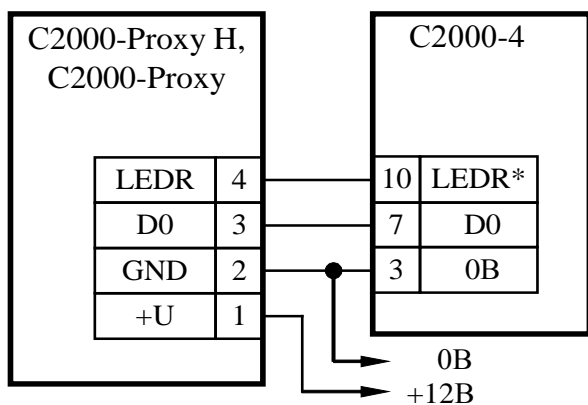 C2000-Proxy H,
C2000-Proxy
C2000-4
LEDR 4
10 LEDR*
D0 3
7 D0
GND 2
3 0В
+U 1
0В
+12В